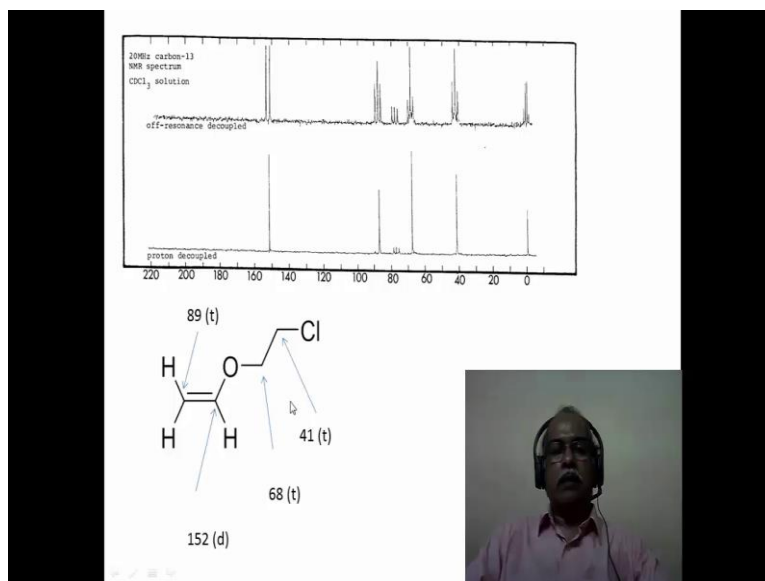 20MHz carbon-13
NMR spectrum
CDCl3 solution
off-resonance decoupled
proton decoupled
220 200 180 160 140 120 100 80 60 40 20 0
89 (t)
Cl
H
O
H
H
41 (t)
68 (t)
152 (d)